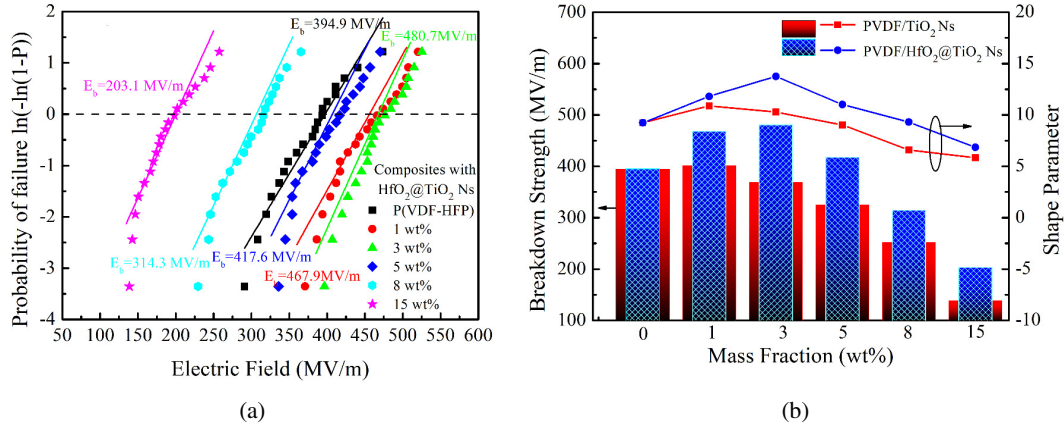 (a)
E_b=394.9 MV/m
E_b=480.7MV/m
E_b=203.1 MV/m
Composites with
HfO2@TiO2 Ns
P(VDF-HFP)
1 wt%
3 wt%
5 wt%
8 wt%
15 wt%
E_b=417.6 MV/m
E_b=314.3 MV/m
E_b=467.9MV/m
Probability of failure ln(-ln(1-P))
2
1
0
-1
-2
-3
-4
50 100 150 200 250 300 350 400 450 500 550 600
Electric Field (MV/m)
(a)
(b)
PVDF/TiO2 Ns
PVDF/HfO2@TiO2 Ns
Breakdown Strength (MV/m)
700
600
500
400
300
200
100
20
15
10
5
0
-5
-10
Shape Parameter
0 1 3 5 8 15
Mass Fraction (wt%)
(b)